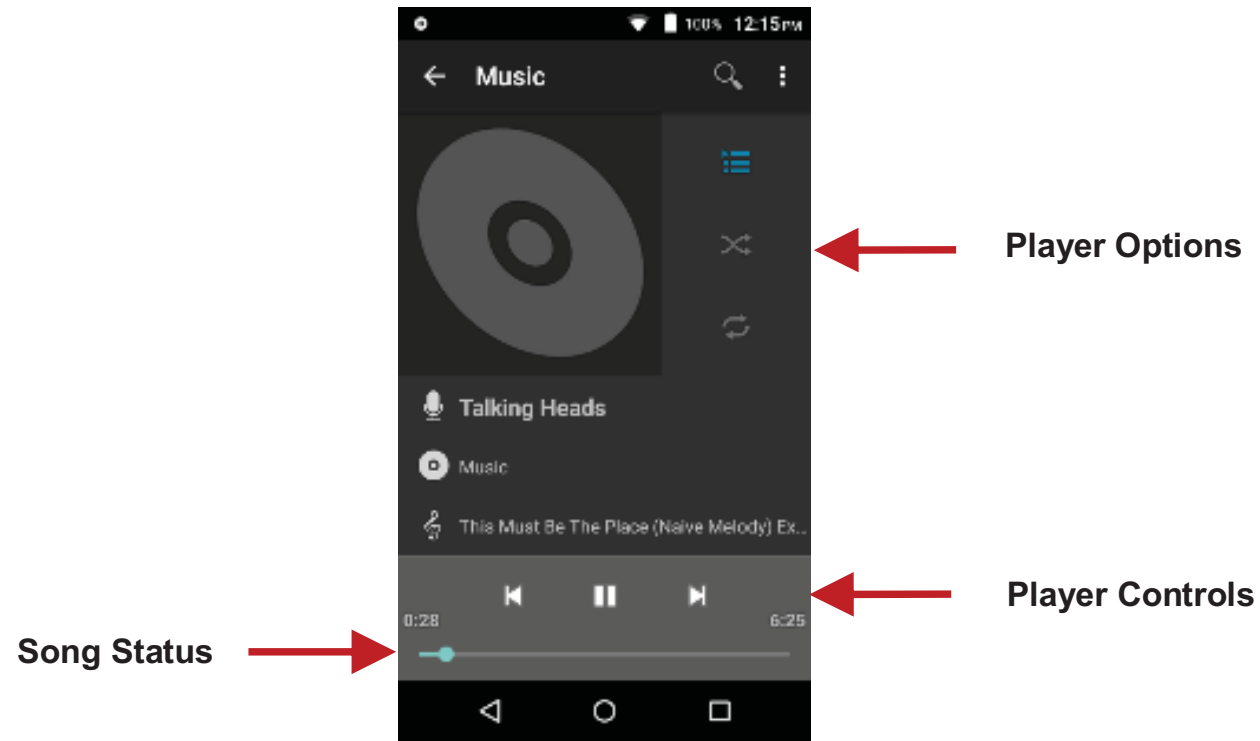 100% 12:15PM
Music
Player Options
Talking Heads
Music
This Must Be The Place (Naive Melody) Ex...
Player Controls
0:28 6:25
Song Status